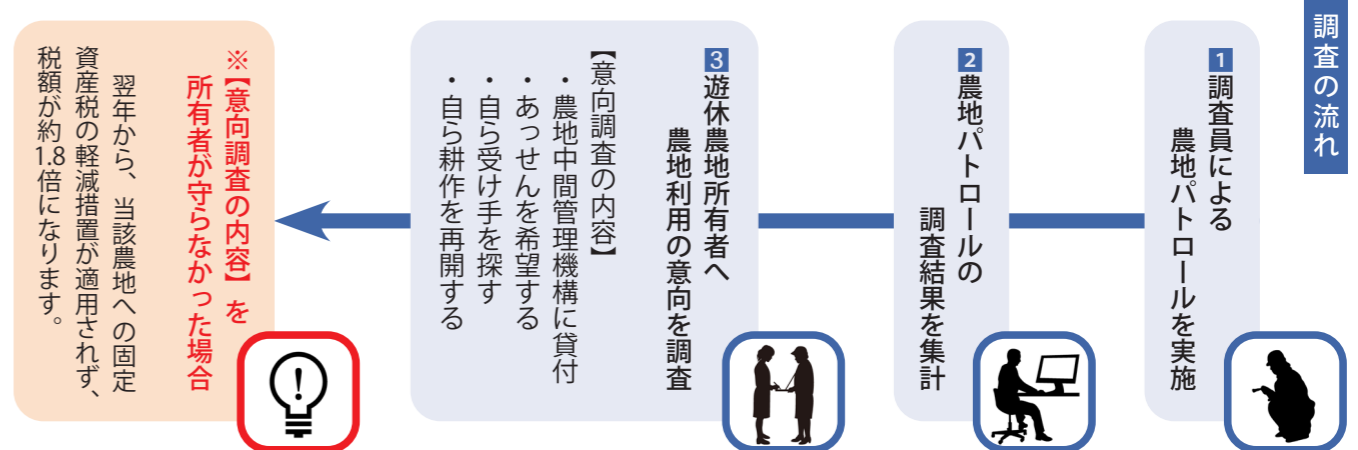 調査の流れ
1調査員による
農地パトロールを実施
2農地パトロールの
調査結果を集計
3遊休農地所有者へ
農地利用の意向を調査
【意向調査の内容】
・農地中間管理機構に貸付
・あっせんを希望する
・自ら受け手を探す
・自ら耕作を再開する
※【意向調査の内容】を
所有者が守らなかった場合
翌年から、当該農地への固定
資産税の軽減措置が適用されず、
税額が約1.8倍になります。